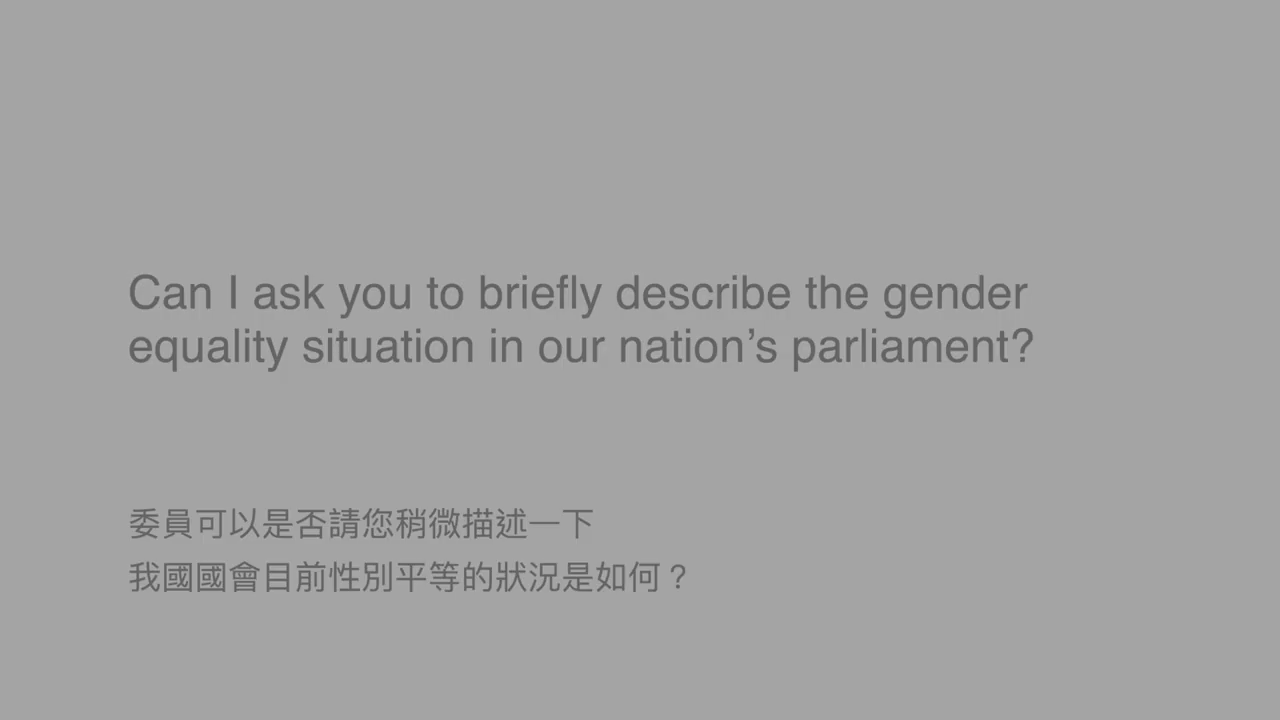 Can I ask you to briefly describe the gender
equality situation in our nation’s parliament?
委員可以是否請您稍微描述一下
我國國會目前性別平等的狀況是如何？